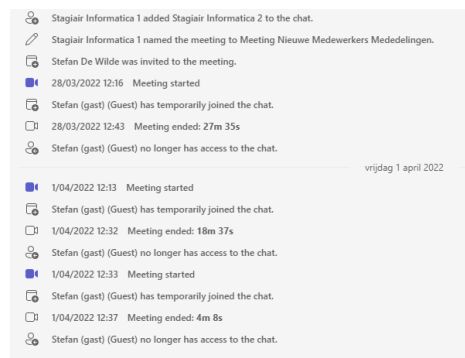 Stagiair Informatica 1 added Stagiair Informatica 2 to the chat.
Stagiair Informatica 1 named the meeting to Meeting Nieuwe Medewerkers Mededelingen.
Stefan De Wilde was invited to the meeting.
28/03/2022 12:16 Meeting started
Stefan (gast) (Guest) has temporarily joined the chat.
28/03/2022 12:43 Meeting ended: 27m 35s
Stefan (gast) (Guest) no longer has access to the chat.
vrijdag 1 april 2022
1/04/2022 12:13 Meeting started
Stefan (gast) (Guest) has temporarily joined the chat.
1/04/2022 12:32 Meeting ended: 18m 37s
Stefan (gast) (Guest) no longer has access to the chat.
1/04/2022 12:33 Meeting started
Stefan (gast) (Guest) has temporarily joined the chat.
1/04/2022 12:37 Meeting ended: 4m 8s
Stefan (gast) (Guest) no longer has access to the chat.